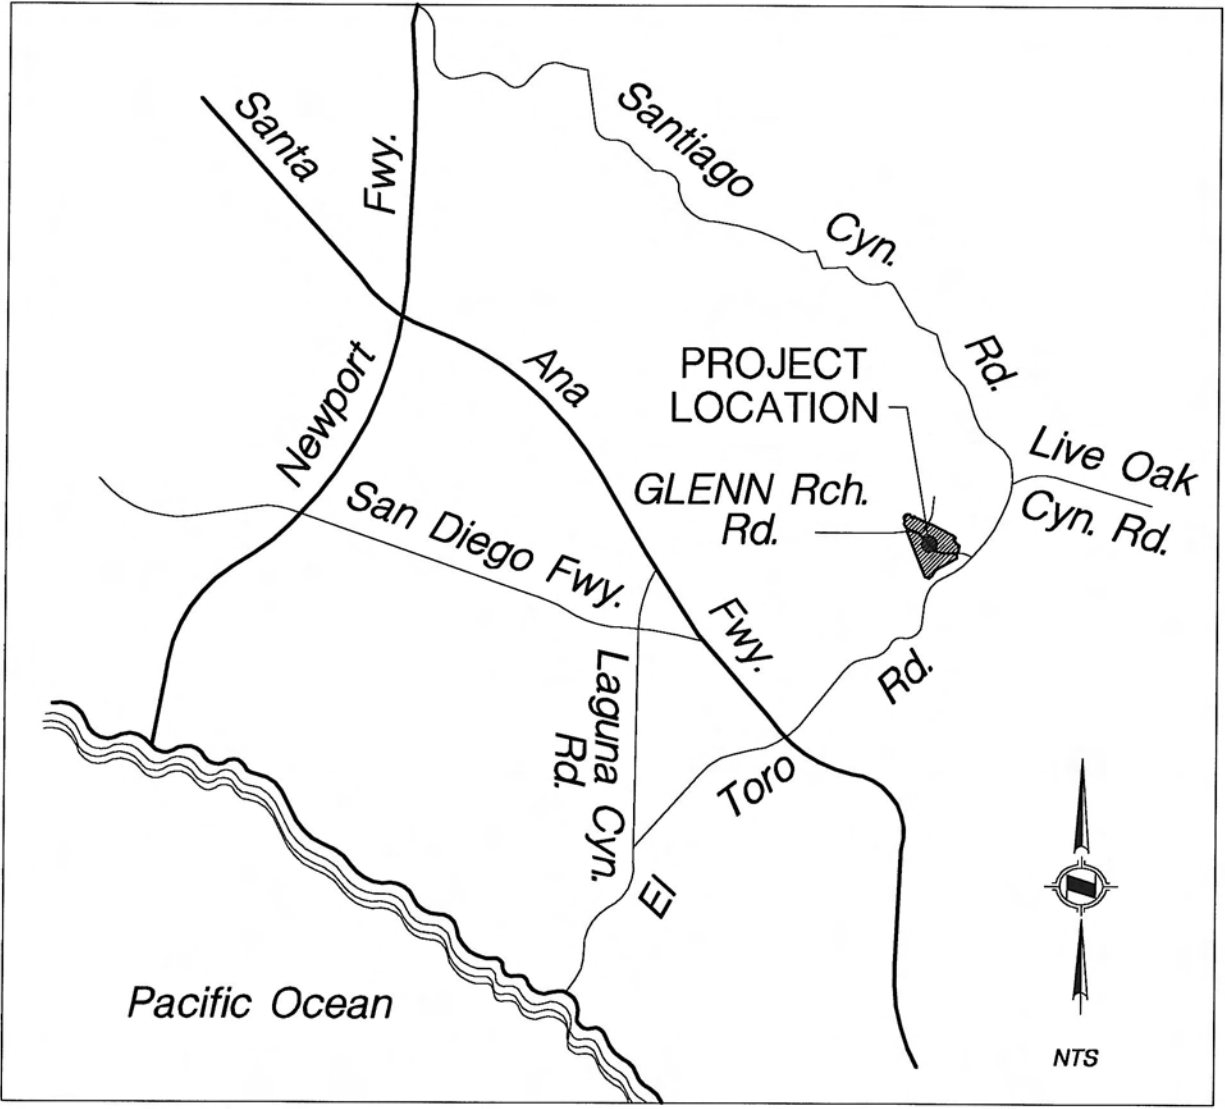 Santa
Ana
Fwy.
Newport
Fwy.
Santiago
Cyn.
Rd.
PROJECT
LOCATION
GLENN Rch.
Rd.
Live Oak
Cyn. Rd.
San Diego Fwy.
Laguna Cyn.
Rd.
El
Toro
Rd.
Pacific Ocean
NTS